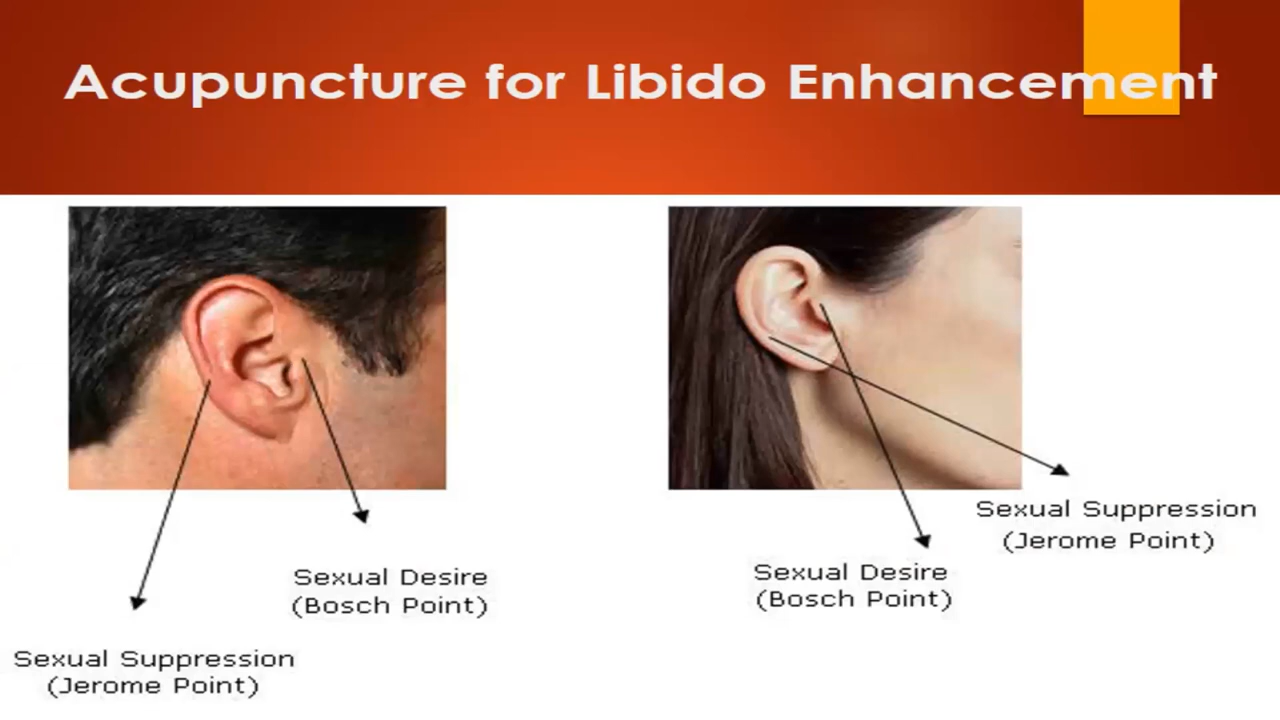 Acupuncture for Libido Enhancement
Sexual Desire
(Bosch Point)
Sexual Suppression
(Jerome Point)
Sexual Desire
(Bosch Point)
Sexual Suppression
(Jerome Point)